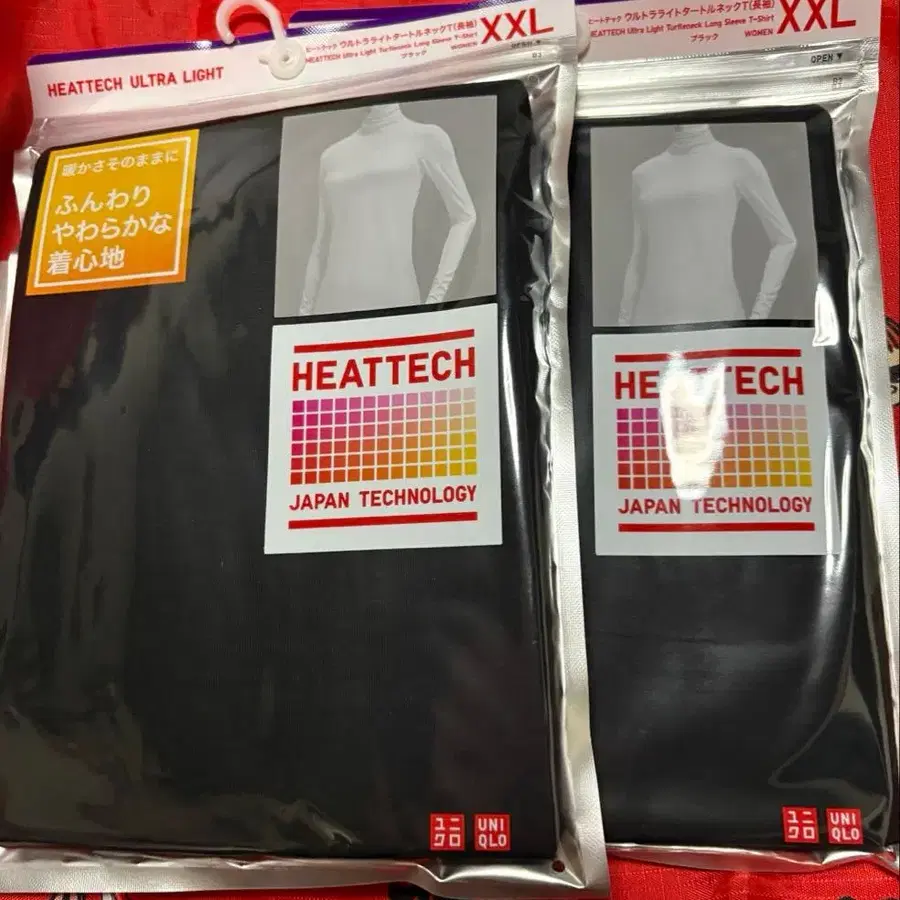 HEATTECH ULTRA LIGHT
ヒートテック ウルトラライトタートルネックT(長袖)
HEATTECH Ultra Light Turtleneck Long Sleeve T-Shirt
ブラック
WOMEN
XXL
OPEN ▼
暖かさそのままに
ふんわり
やわらかな
着心地
HEATTECH
JAPAN TECHNOLOGY
ユニ
クロ
UNI
QLO
ヒートテック ウルトラライトタートルネックT(長袖)
HEATTECH Ultra Light Turtleneck Long Sleeve T-Shirt
ブラック
WOMEN
XXL
OPEN ▼
HEATTECH
JAPAN TECHNOLOGY
ユニ
クロ
UNI
QLO